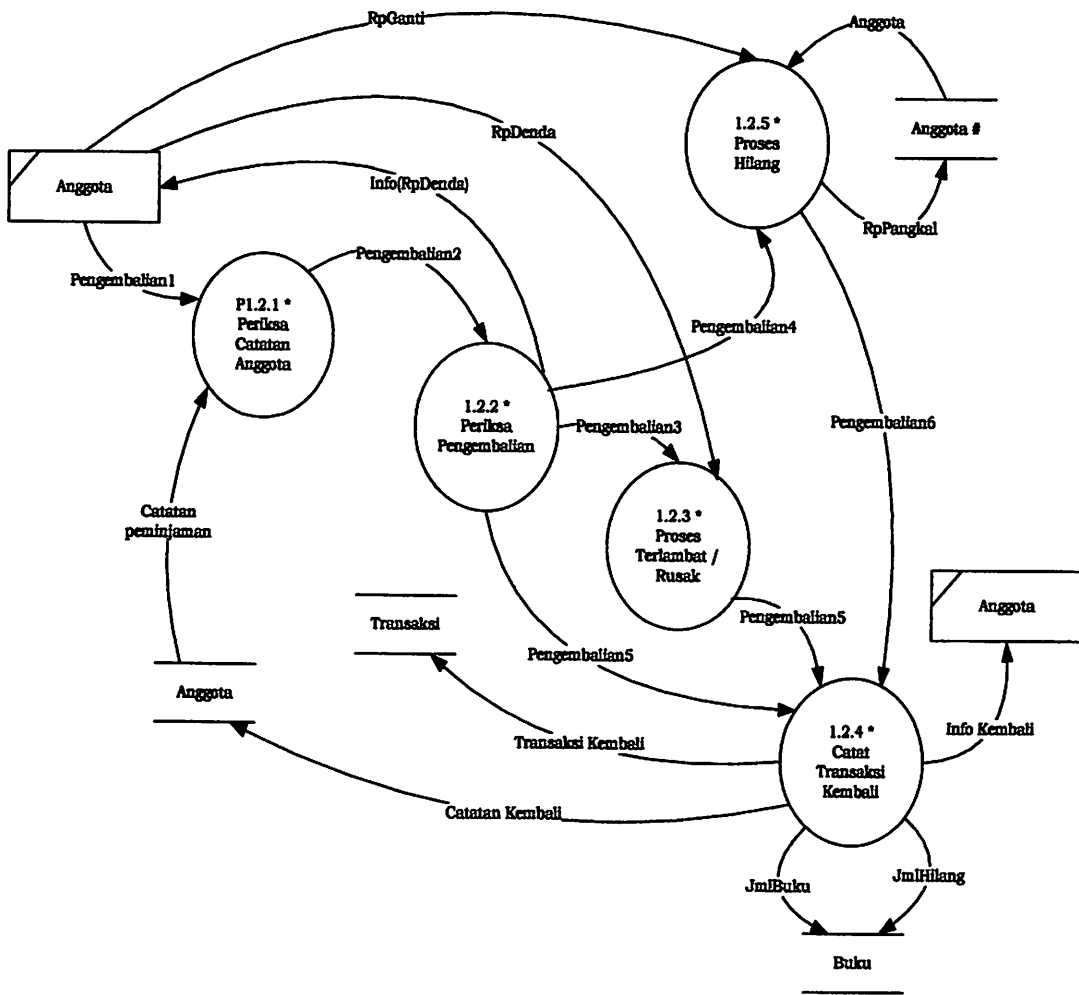 RpGanti
Anggota
1.2.5 *
Proses
Hilang
Anggota #
RpDenda
Anggota
Info(RpDenda)
RpPangkal
Pengembalian1
Pengembalian2
P1.2.1 *
Periksa
Catatan
Anggota
Pengembalian4
1.2.2 *
Periksa
Pengembalian
Pengembalian3
Pengembalian6
Catatan
peminjaman
1.2.3 *
Proses
Terlambat /
Rusak
Anggota
Transaksi
Pengembalian5
Pengembalian5
Anggota
1.2.4 *
Catat
Transaksi
Kembali
Info Kembali
Transaksi Kembali
Catatan Kembali
JmlBuku
JmlHilang
Buku